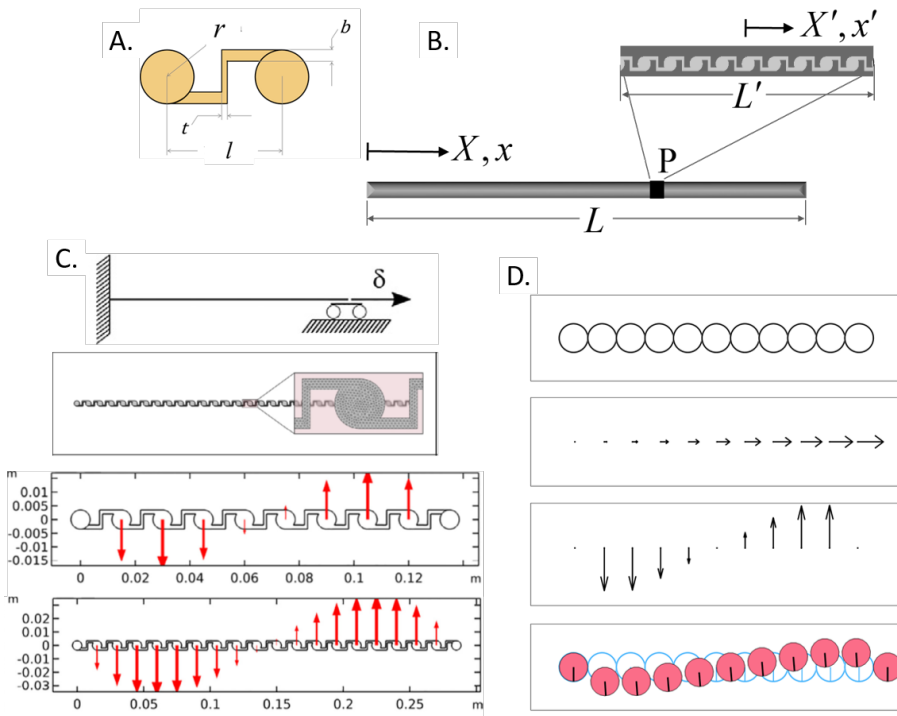 A.
r
b
t
l
B.
X', x'
L'
X, x
P
L
C.
δ
m
0.01
0.005
0
-0.005
-0.01
-0.015
0 0.02 0.04 0.06 0.08 0.1 0.12 m
m
0.02
0.01
0
-0.01
-0.02
-0.03
0 0.05 0.1 0.15 0.2 0.25 m
D.